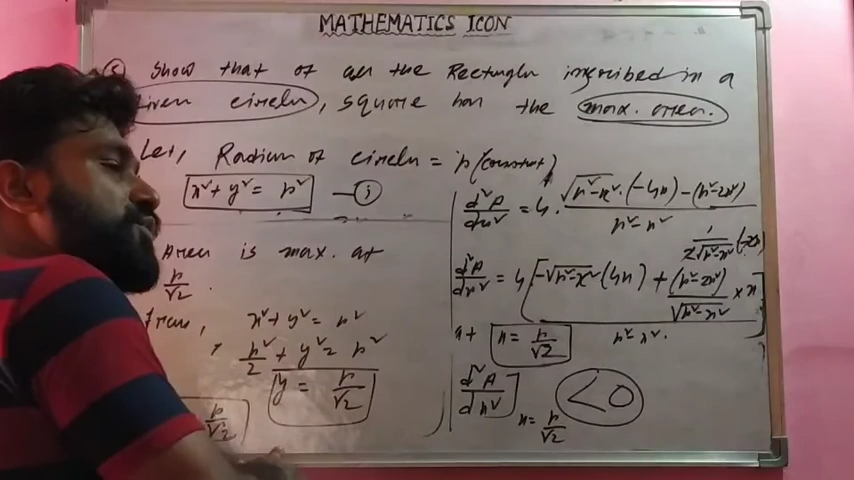 MATHEMATICS ICON
(5) Show that of all the Rectangle inscribed in a
Given circle, square has the max. area.
Let, Radius of circle = r (constant)
x² + y² = r² — (i)
Area is max. at
r/√2.
From, x² + y² = r²
r²/2 + y² = r²
y = r/√2
r/√2
d²A/dx² = 4. √(r²-x²).(-4x) - (r²-2x²) 1/(2√(r²-x²)) (-2x) / r²-x²
d²A/dx² = 4[-√(r²-x²)(4x) + (r²-2x²)/√(r²-x²) × x] / r²-x².
at x = r/√2
d²A/dx²] x = r/√2 < 0